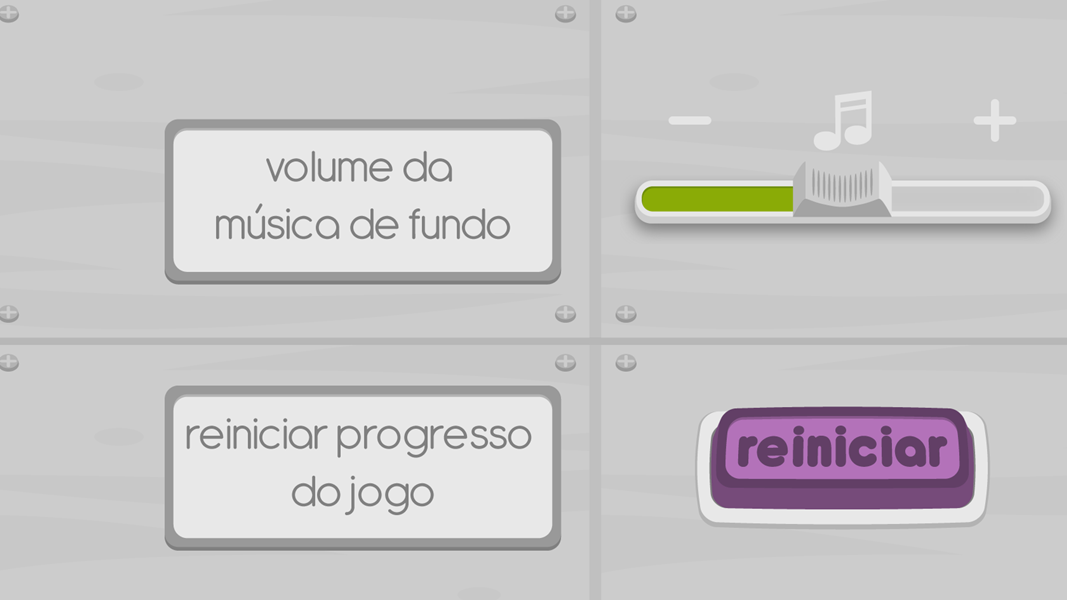 volume da
música de fundo
reiniciar progresso
do jogo
reiniciar